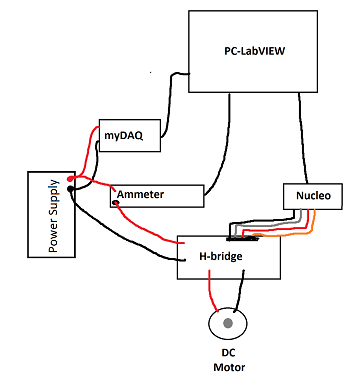 PC-LabVIEW
myDAQ
Power Supply
Ammeter
Nucleo
H-bridge
DC
Motor